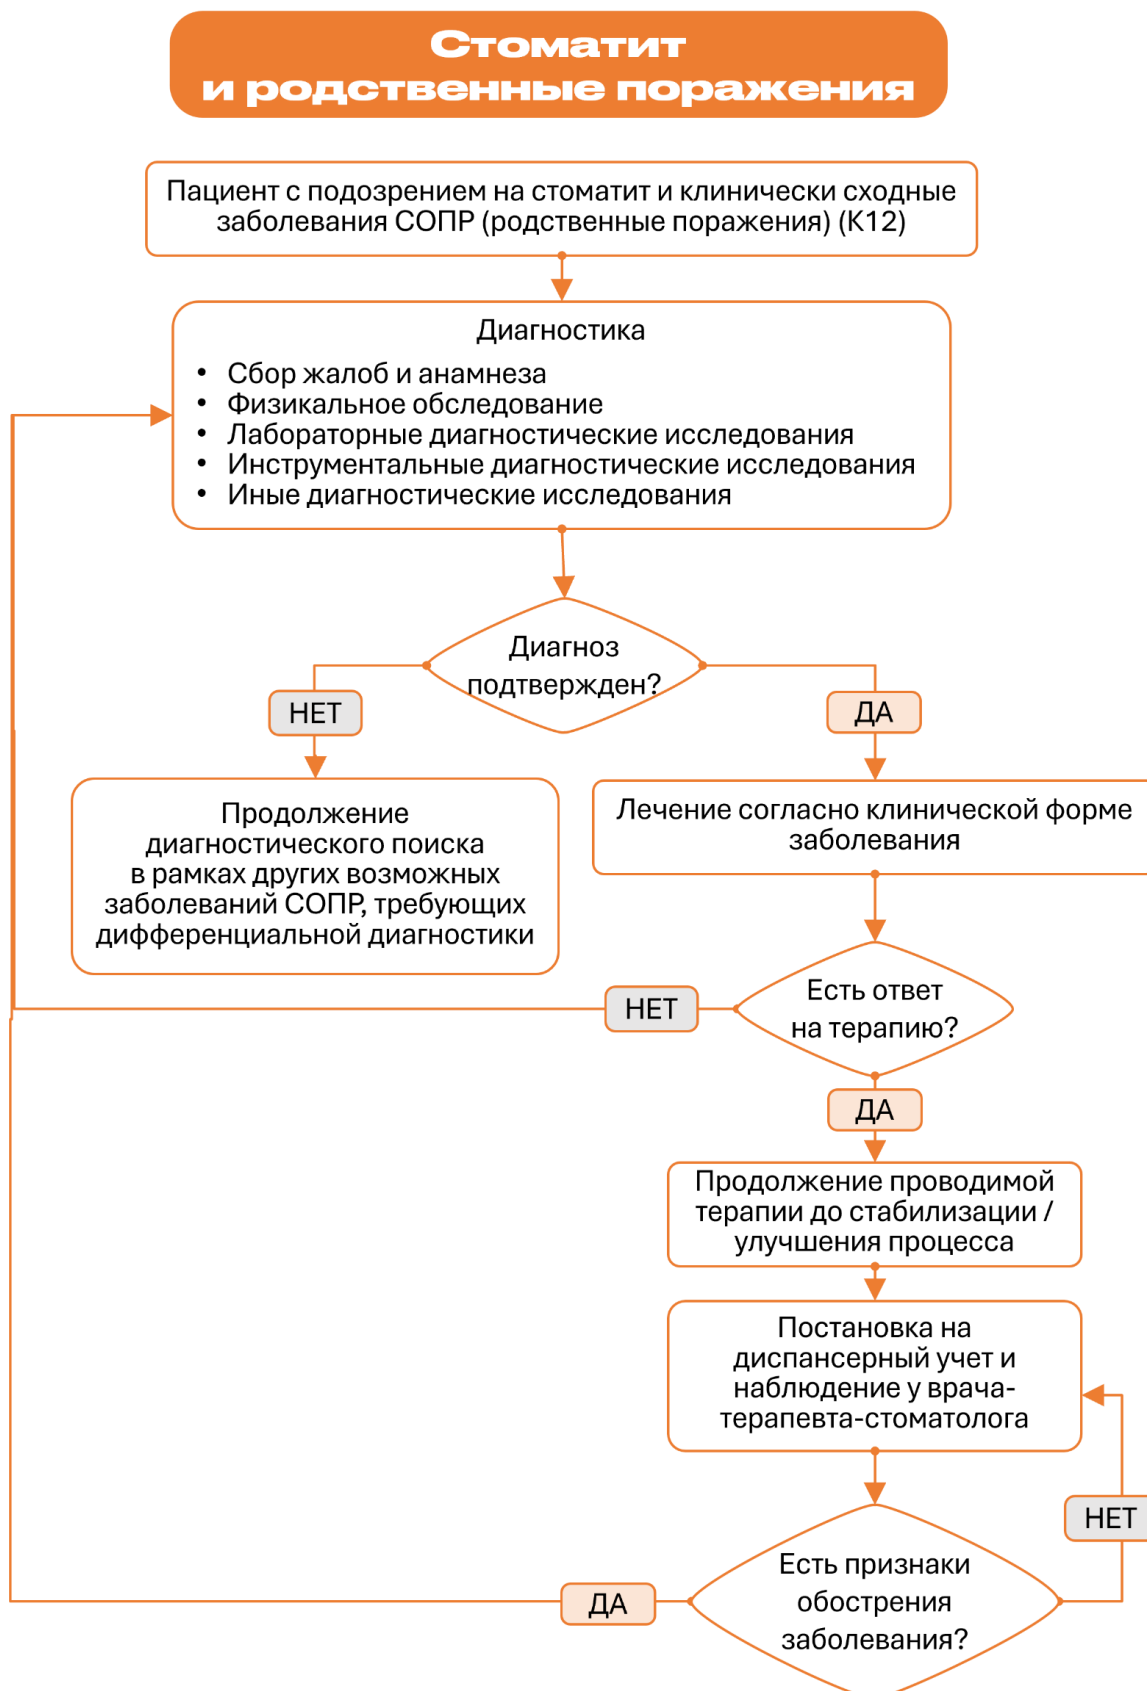 Стоматит
и родственные поражения
Пациент с подозрением на стоматит и клинически сходные
заболевания СОПР (родственные поражения) (К12)
Диагностика
• Сбор жалоб и анамнеза
• Физикальное обследование
• Лабораторные диагностические исследования
• Инструментальные диагностические исследования
• Иные диагностические исследования
Диагноз
подтвержден?
НЕТ
ДА
Продолжение
диагностического поиска
в рамках других возможных
заболеваний СОПР, требующих
дифференциальной диагностики
Лечение согласно клинической форме
заболевания
Есть ответ
на терапию?
НЕТ
ДА
Продолжение проводимой
терапии до стабилизации /
улучшения процесса
Постановка на
диспансерный учет и
наблюдение у врача-
терапевта-стоматолога
НЕТ
Есть признаки
обострения
заболевания?
ДА